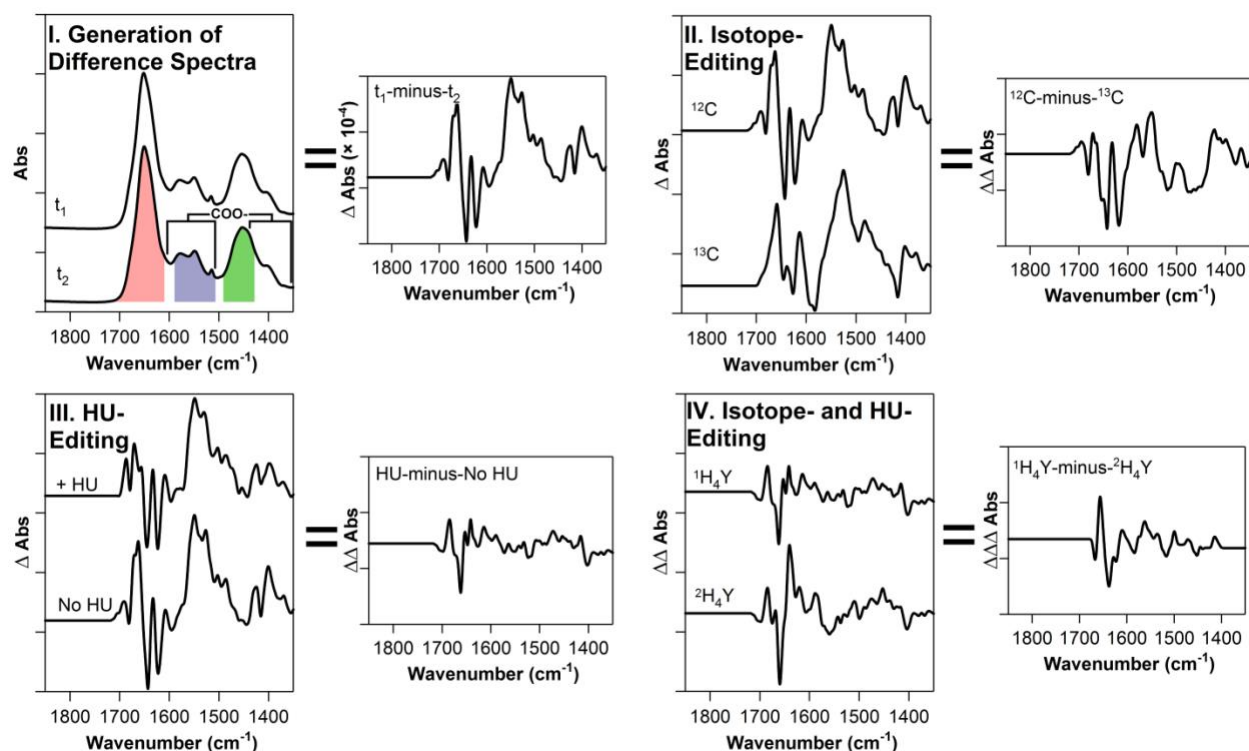 I. Generation of
Difference Spectra
Abs
t₁
t₂
COO-
1800 1700 1600 1500 1400
Wavenumber (cm⁻¹)
=
t₁-minus-t₂
Δ Abs (× 10⁻⁴)
1800 1700 1600 1500 1400
Wavenumber (cm⁻¹)
II. Isotope-
Editing
Δ Abs
¹²C
¹³C
1800 1700 1600 1500 1400
Wavenumber (cm⁻¹)
=
¹²C-minus-¹³C
ΔΔ Abs
1800 1700 1600 1500 1400
Wavenumber (cm⁻¹)
III. HU-
Editing
Δ Abs
+ HU
No HU
1800 1700 1600 1500 1400
Wavenumber (cm⁻¹)
=
HU-minus-No HU
ΔΔ Abs
1800 1700 1600 1500 1400
Wavenumber (cm⁻¹)
IV. Isotope- and HU-
Editing
ΔΔ Abs
¹H₄Y
²H₄Y
1800 1700 1600 1500 1400
Wavenumber (cm⁻¹)
=
¹H₄Y-minus-²H₄Y
ΔΔΔ Abs
1800 1700 1600 1500 1400
Wavenumber (cm⁻¹)